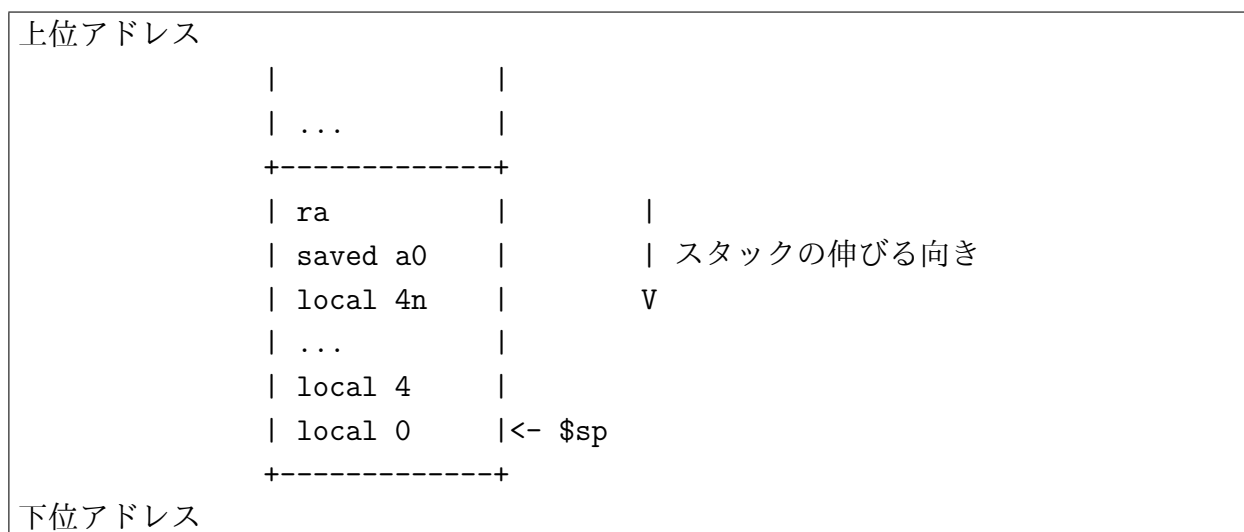 上位アドレス
|             |
| ...         |
+-------------+
| ra          |        |
| saved a0    |        | スタックの伸びる向き
| local 4n    |        V
| ...         |
| local 4     |
| local 0     |<- $sp
+-------------+
下位アドレス